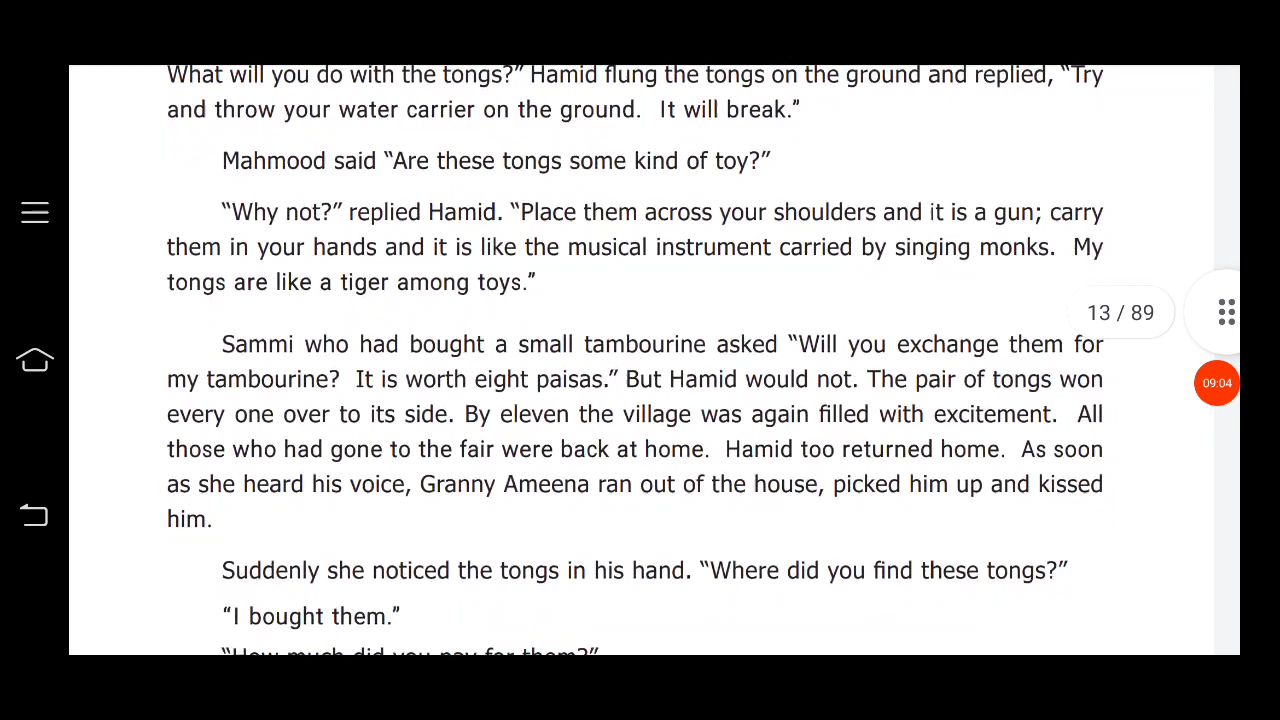 What will you do with the tongs?” Hamid flung the tongs on the ground and replied, “Try
and throw your water carrier on the ground. It will break.”
Mahmood said “Are these tongs some kind of toy?”
“Why not?” replied Hamid. “Place them across your shoulders and it is a gun; carry
them in your hands and it is like the musical instrument carried by singing monks. My
tongs are like a tiger among toys.”
13 / 89
Sammi who had bought a small tambourine asked “Will you exchange them for
my tambourine? It is worth eight paisas.” But Hamid would not. The pair of tongs won
09:04
every one over to its side. By eleven the village was again filled with excitement. All
those who had gone to the fair were back at home. Hamid too returned home. As soon
as she heard his voice, Granny Ameena ran out of the house, picked him up and kissed
him.
Suddenly she noticed the tongs in his hand. “Where did you find these tongs?”
“I bought them.”
“How much did you pay for them?”